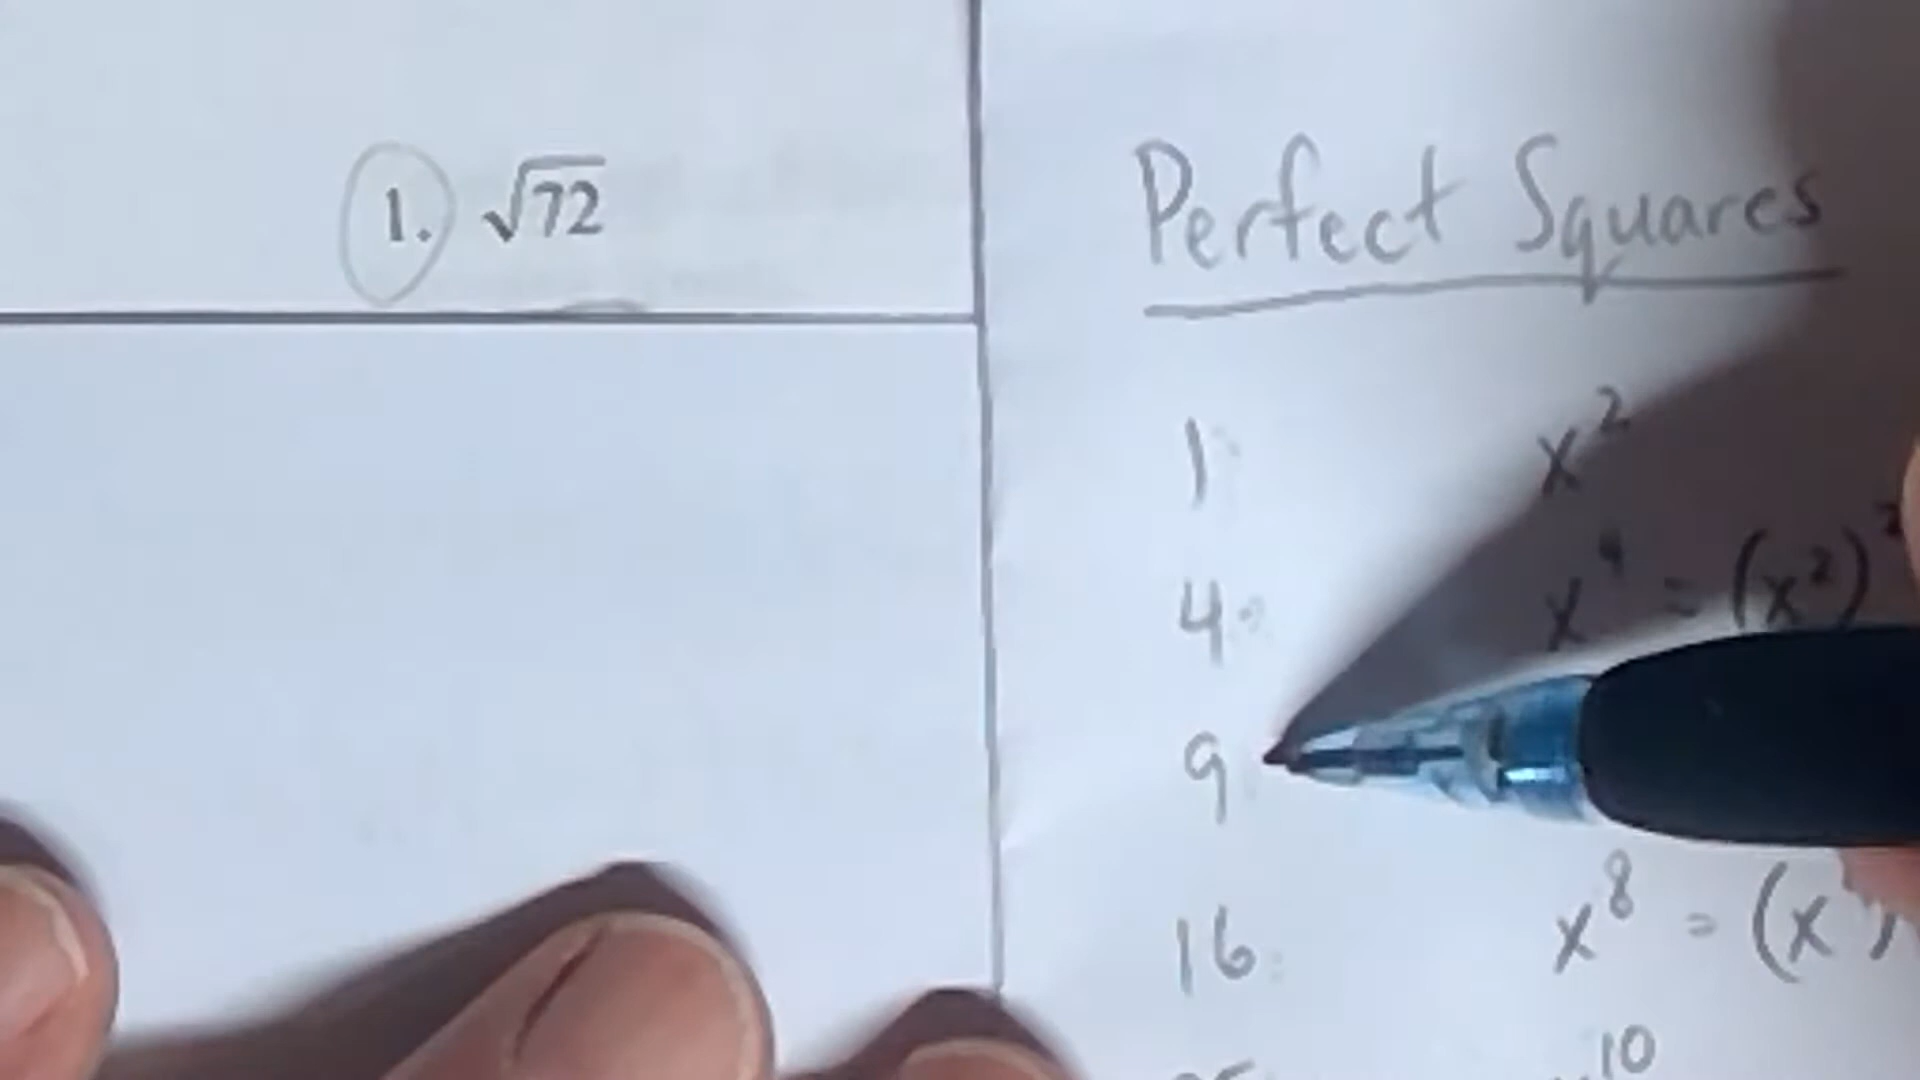 1. √72
Perfect Squares
1 x²
4 x⁴ = (x²)²
9
16 x⁸ = (x
10